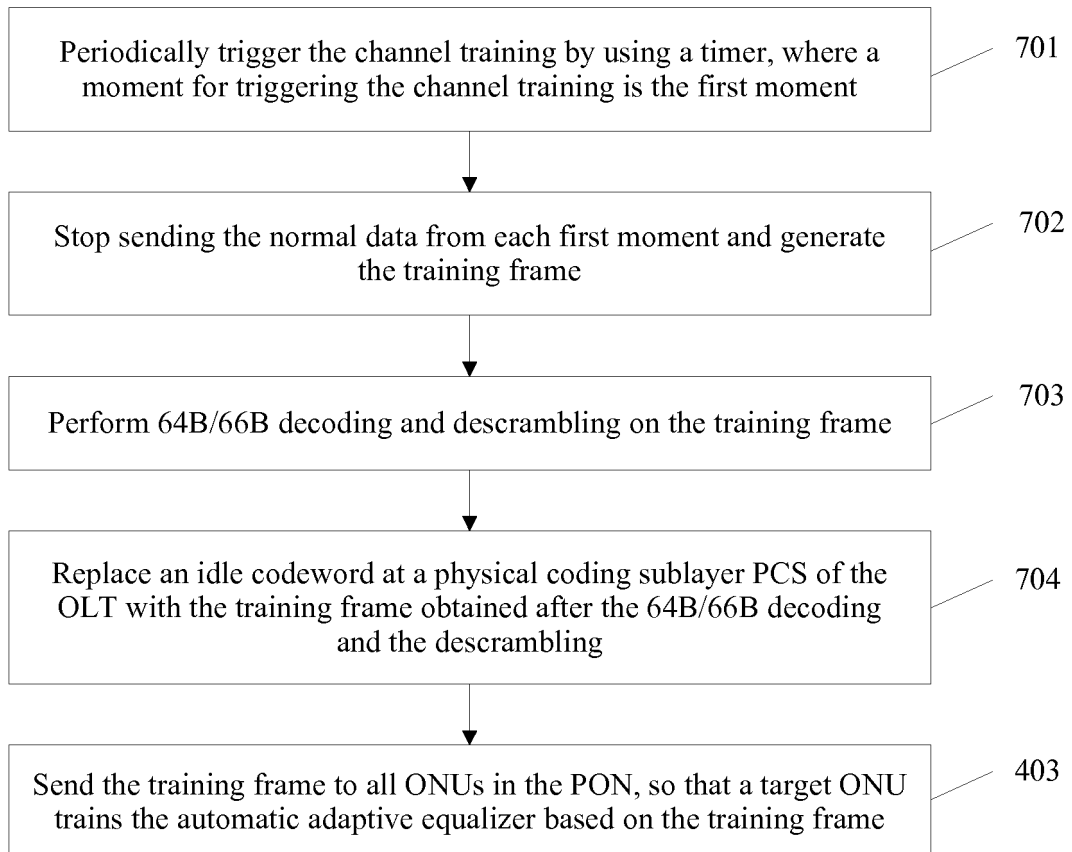 Periodically trigger the channel training by using a timer, where a
moment for triggering the channel training is the first moment
701
Stop sending the normal data from each first moment and generate
the training frame
702
Perform 64B/66B decoding and descrambling on the training frame
703
Replace an idle codeword at a physical coding sublayer PCS of the
OLT with the training frame obtained after the 64B/66B decoding
and the descrambling
704
Send the training frame to all ONUs in the PON, so that a target ONU
trains the automatic adaptive equalizer based on the training frame
403